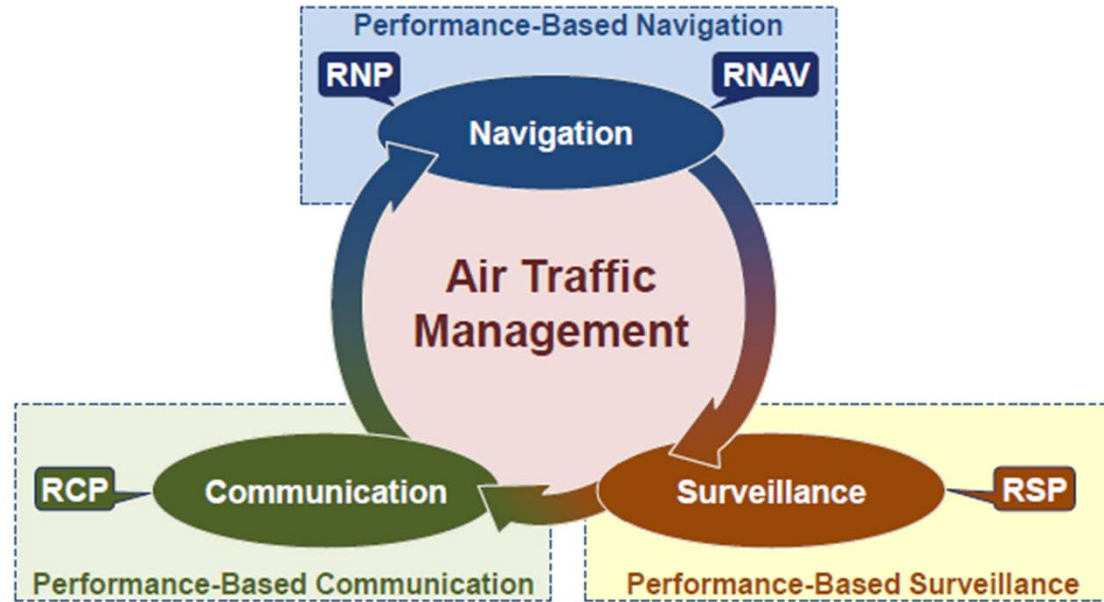 Performance-Based Navigation
RNP
RNAV
Navigation
Air Traffic
Management
RCP
Communication
Surveillance
RSP
Performance-Based Communication
Performance-Based Surveillance